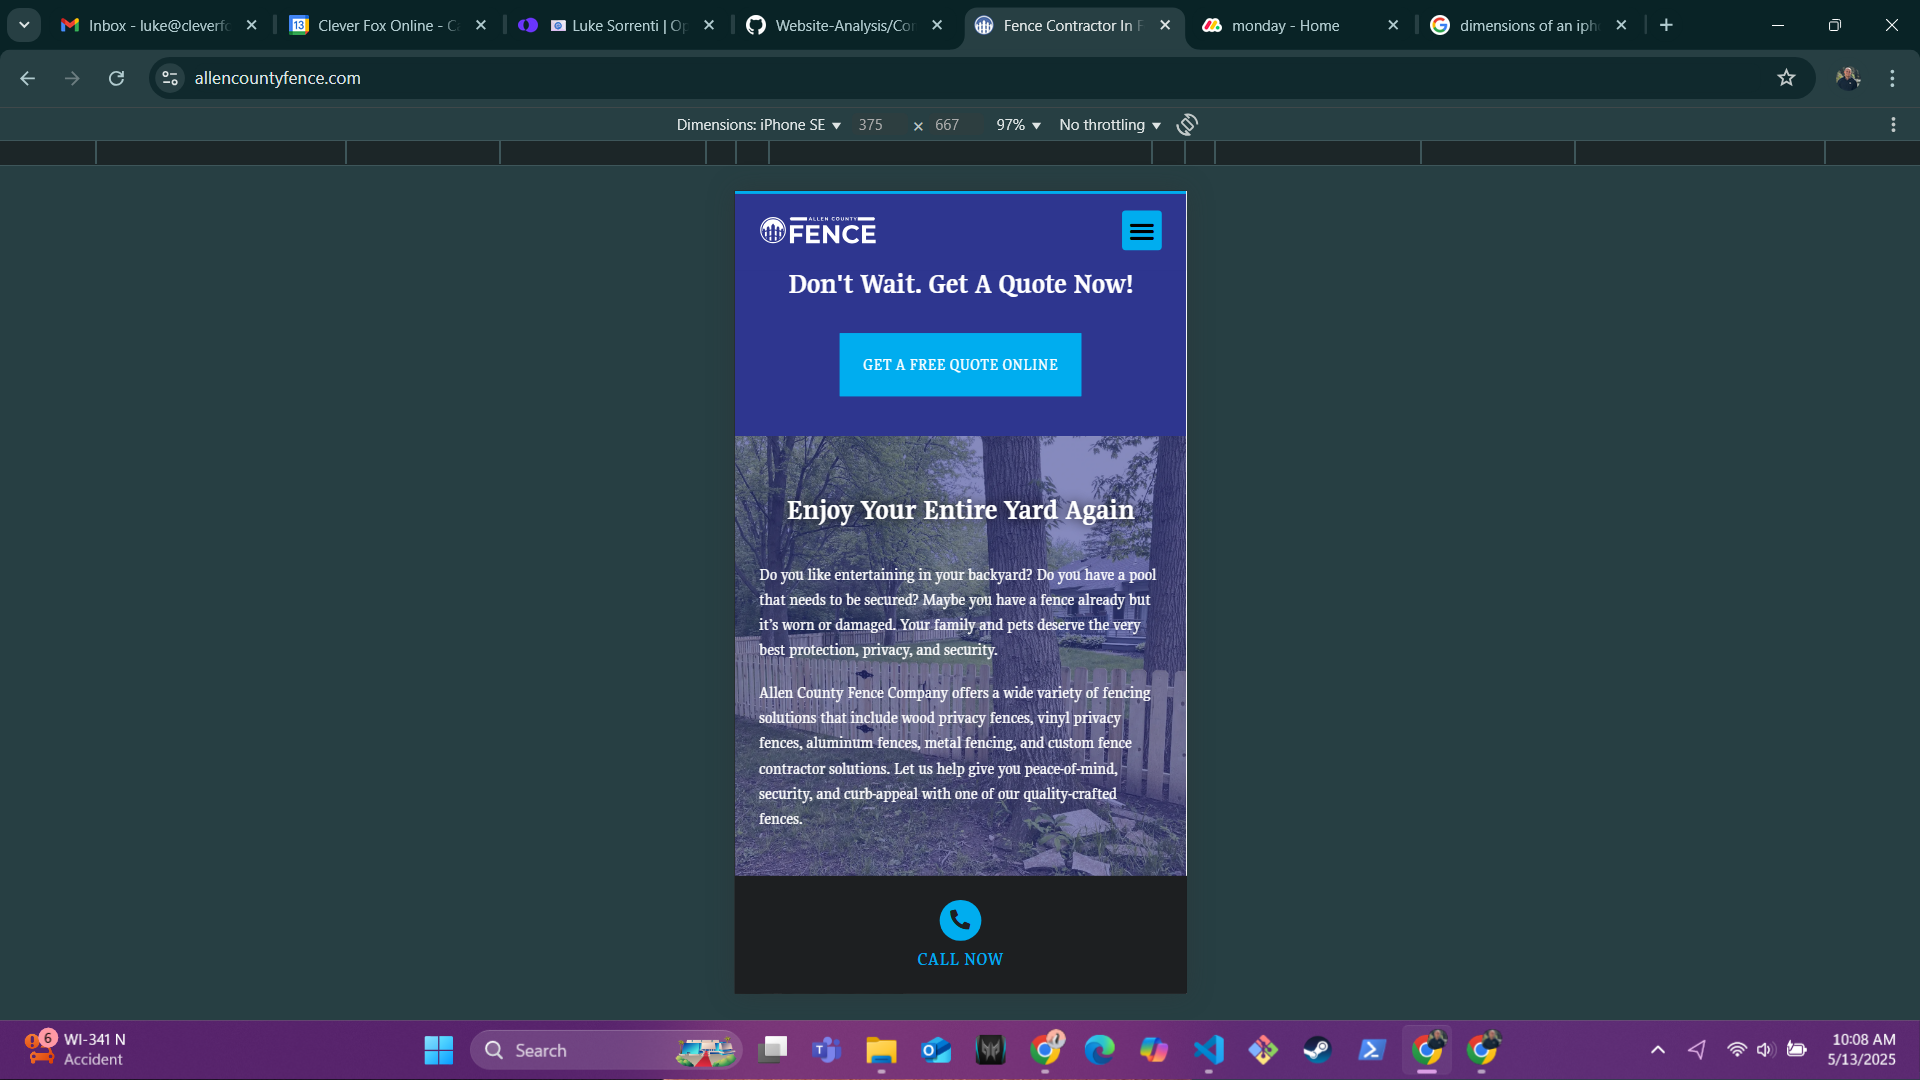 Inbox - luke@cleverfo
Clever Fox Online - Ca
Luke Sorrenti | Op
Website-Analysis/Con
Fence Contractor In F
monday - Home
dimensions of an iph
allencountyfence.com
Dimensions: iPhone SE
375
×
667
97%
No throttling
ALLEN COUNTY
FENCE
Don't Wait. Get A Quote Now!
GET A FREE QUOTE ONLINE
Enjoy Your Entire Yard Again
Do you like entertaining in your backyard? Do you have a pool
that needs to be secured? Maybe you have a fence already but
it’s worn or damaged. Your family and pets deserve the very
best protection, privacy, and security.
Allen County Fence Company offers a wide variety of fencing
solutions that include wood privacy fences, vinyl privacy
fences, aluminum fences, metal fencing, and custom fence
contractor solutions. Let us help give you peace-of-mind,
security, and curb-appeal with one of our quality-crafted
fences.
CALL NOW
6
WI-341 N
Accident
Search
10:08 AM
5/13/2025